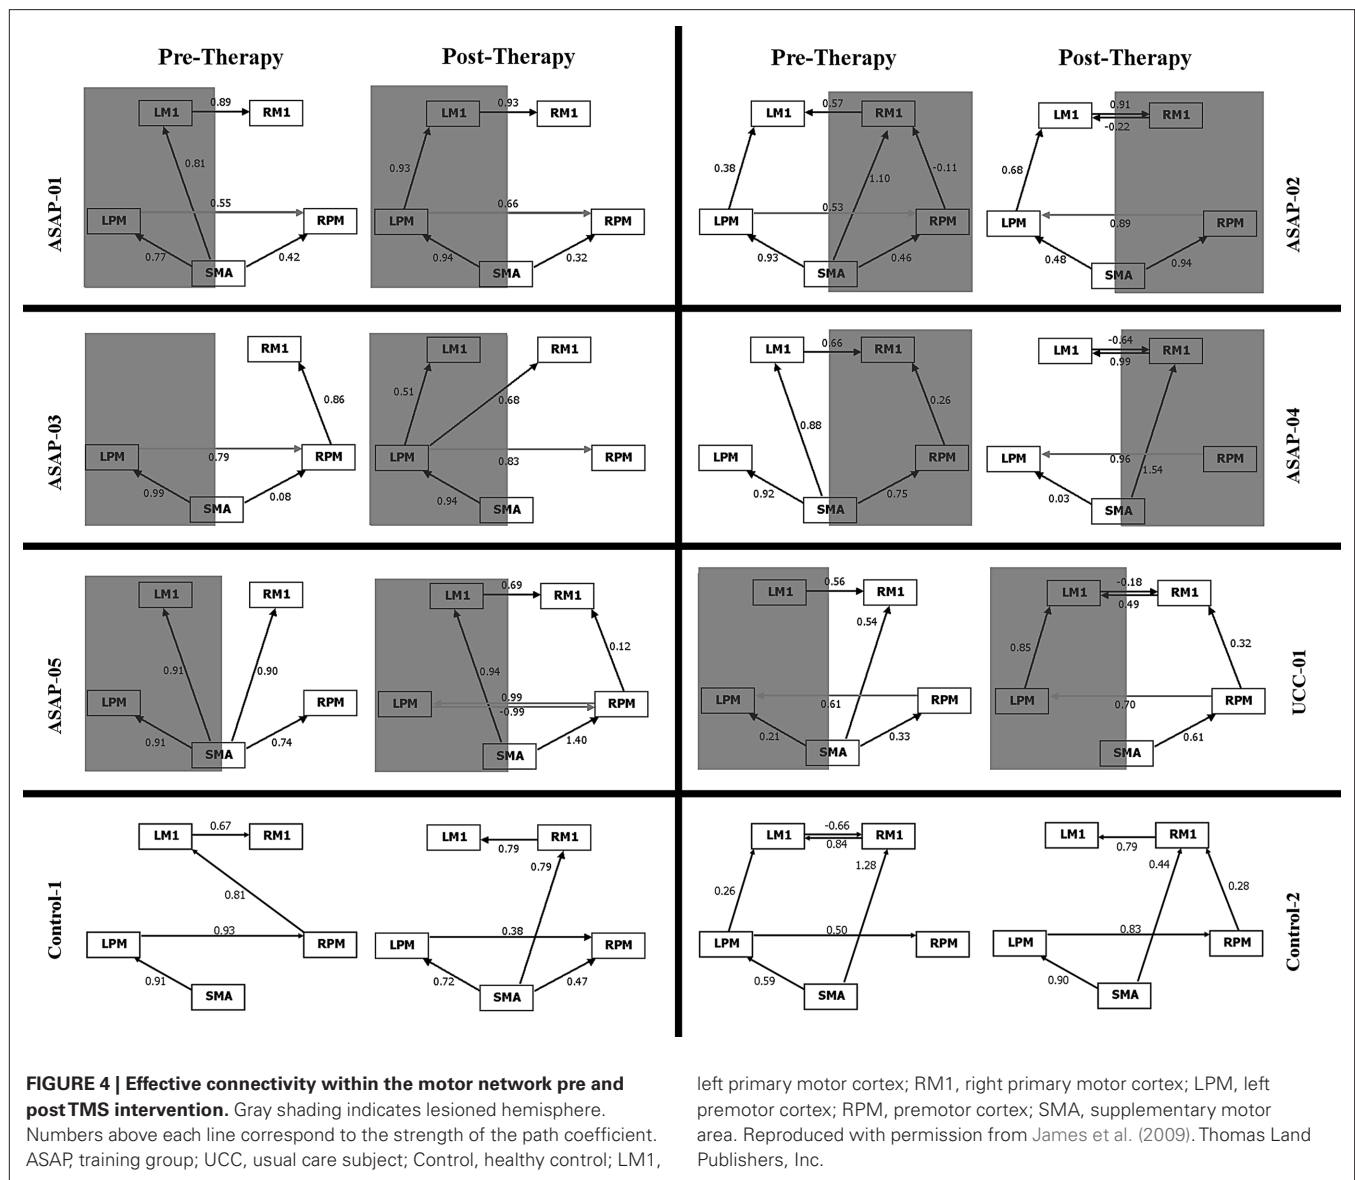 Pre-Therapy
Post-Therapy
ASAP-01
LM1
0.89
RM1
0.81
LPM
0.55
RPM
0.77
SMA
0.42
LM1
0.93
RM1
0.93
LPM
0.66
RPM
0.94
SMA
0.32
Pre-Therapy
Post-Therapy
ASAP-02
LM1
0.57
RM1
0.38
1.10
-0.11
LPM
0.53
RPM
0.93
SMA
0.46
LM1
0.91
-0.22
RM1
0.68
LPM
0.89
RPM
0.48
SMA
0.94
ASAP-03
RM1
0.86
LPM
0.79
RPM
0.99
SMA
0.08
LM1
RM1
0.51
0.68
LPM
0.83
RPM
0.94
SMA
ASAP-04
LM1
0.66
RM1
0.88
0.26
LPM
RPM
0.92
SMA
0.75
LM1
-0.64
0.99
RM1
LPM
0.96
RPM
1.54
0.03
SMA
ASAP-05
LM1
RM1
0.91
0.90
LPM
RPM
0.91
SMA
0.74
LM1
0.69
RM1
0.94
0.12
LPM
0.99
-0.99
RPM
SMA
1.40
UCC-01
LM1
0.56
RM1
0.54
LPM
0.61
RPM
0.21
SMA
0.33
LM1
-0.18
0.49
RM1
0.85
0.32
LPM
0.70
RPM
SMA
0.61
Control-1
LM1
0.67
RM1
0.81
LPM
0.93
RPM
0.91
SMA
LM1
0.79
RM1
0.79
LPM
0.38
RPM
0.72
SMA
0.47
Control-2
LM1
-0.66
0.84
RM1
0.26
1.28
LPM
0.50
RPM
0.59
SMA
LM1
0.79
RM1
0.44
0.28
LPM
0.83
RPM
0.90
SMA
FIGURE 4 | Effective connectivity within the motor network pre and
post TMS intervention. Gray shading indicates lesioned hemisphere.
Numbers above each line correspond to the strength of the path coefficient.
ASAP, training group; UCC, usual care subject; Control, healthy control; LM1,
left primary motor cortex; RM1, right primary motor cortex; LPM, left
premotor cortex; RPM, premotor cortex; SMA, supplementary motor
area. Reproduced with permission from James et al. (2009). Thomas Land
Publishers, Inc.